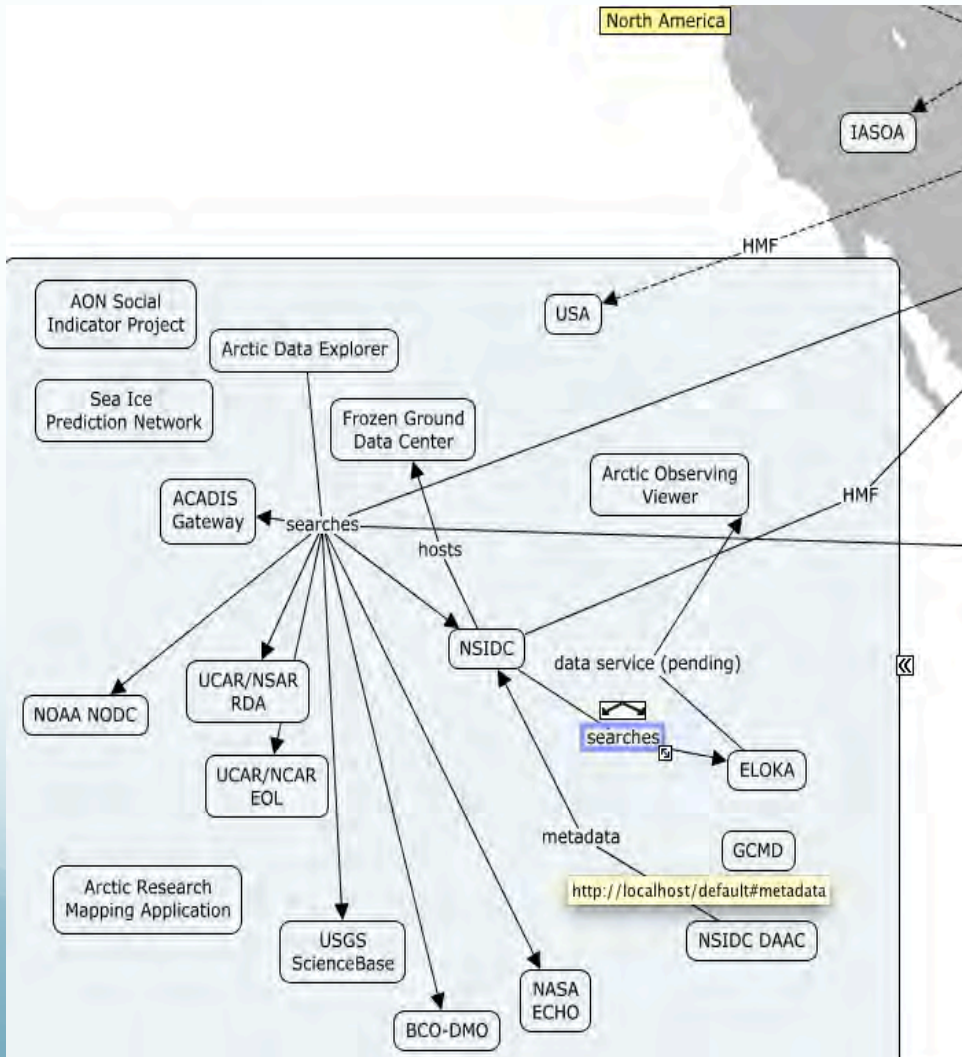 North America
IASOA
HMF
AON Social
Indicator Project
USA
Arctic Data Explorer
Sea Ice
Prediction Network
Frozen Ground
Data Center
Arctic Observing
Viewer
ACADIS
Gateway
searches
HMF
hosts
NSIDC
data service (pending)
UCAR/NSAR
RDA
NOAA NODC
searches
UCAR/NCAR
EOL
ELOKA
metadata
GCMD
Arctic Research
Mapping Application
http://localhost/default#metadata
USGS
ScienceBase
NSIDC DAAC
NASA
ECHO
BCO-DMO